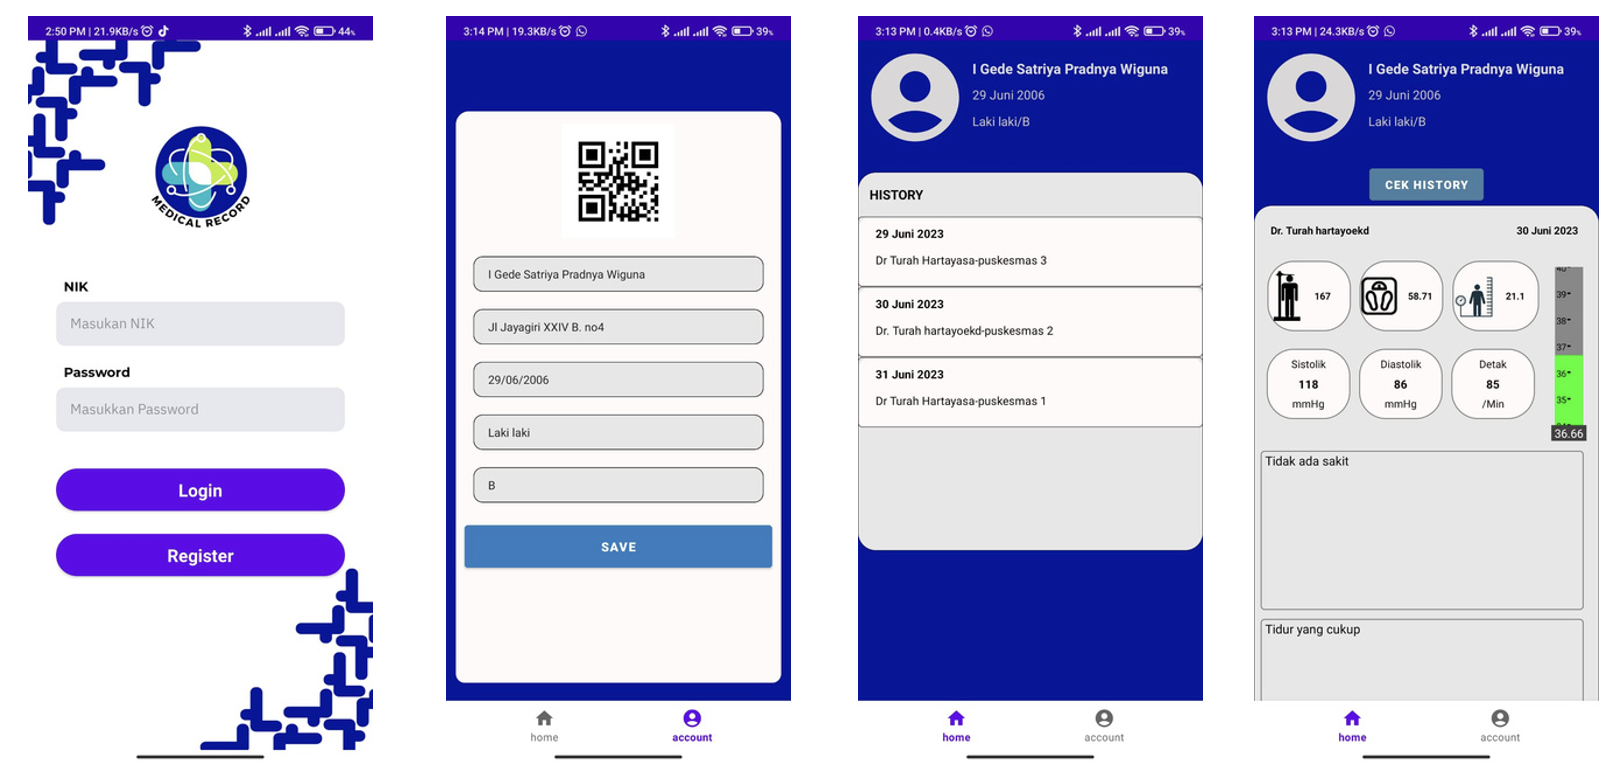 2:50 PM | 21.9KB/s
44%
MEDICAL RECORD
NIK
Masukan NIK
Password
Masukkan Password
Login
Register
3:14 PM | 19.3KB/s
39%
I Gede Satriya Pradnya Wiguna
Jl Jayagiri XXIV B. no4
29/06/2006
Laki laki
B
SAVE
home
account
3:13 PM | 0.4KB/s
39%
I Gede Satriya Pradnya Wiguna
29 Juni 2006
Laki laki/B
HISTORY
29 Juni 2023
Dr Turah Hartayasa-puskesmas 3
30 Juni 2023
Dr. Turah hartayoekd-puskesmas 2
31 Juni 2023
Dr Turah Hartayasa-puskesmas 1
home
account
3:13 PM | 24.3KB/s
39%
I Gede Satriya Pradnya Wiguna
29 Juni 2006
Laki laki/B
CEK HISTORY
Dr. Turah hartayoekd
30 Juni 2023
167
58.71
21.1
Sistolik
118
mmHg
Diastolik
86
mmHg
Detak
85
/Min
40
39
38
37
36
35
36.66
Tidak ada sakit
Tidur yang cukup
home
account